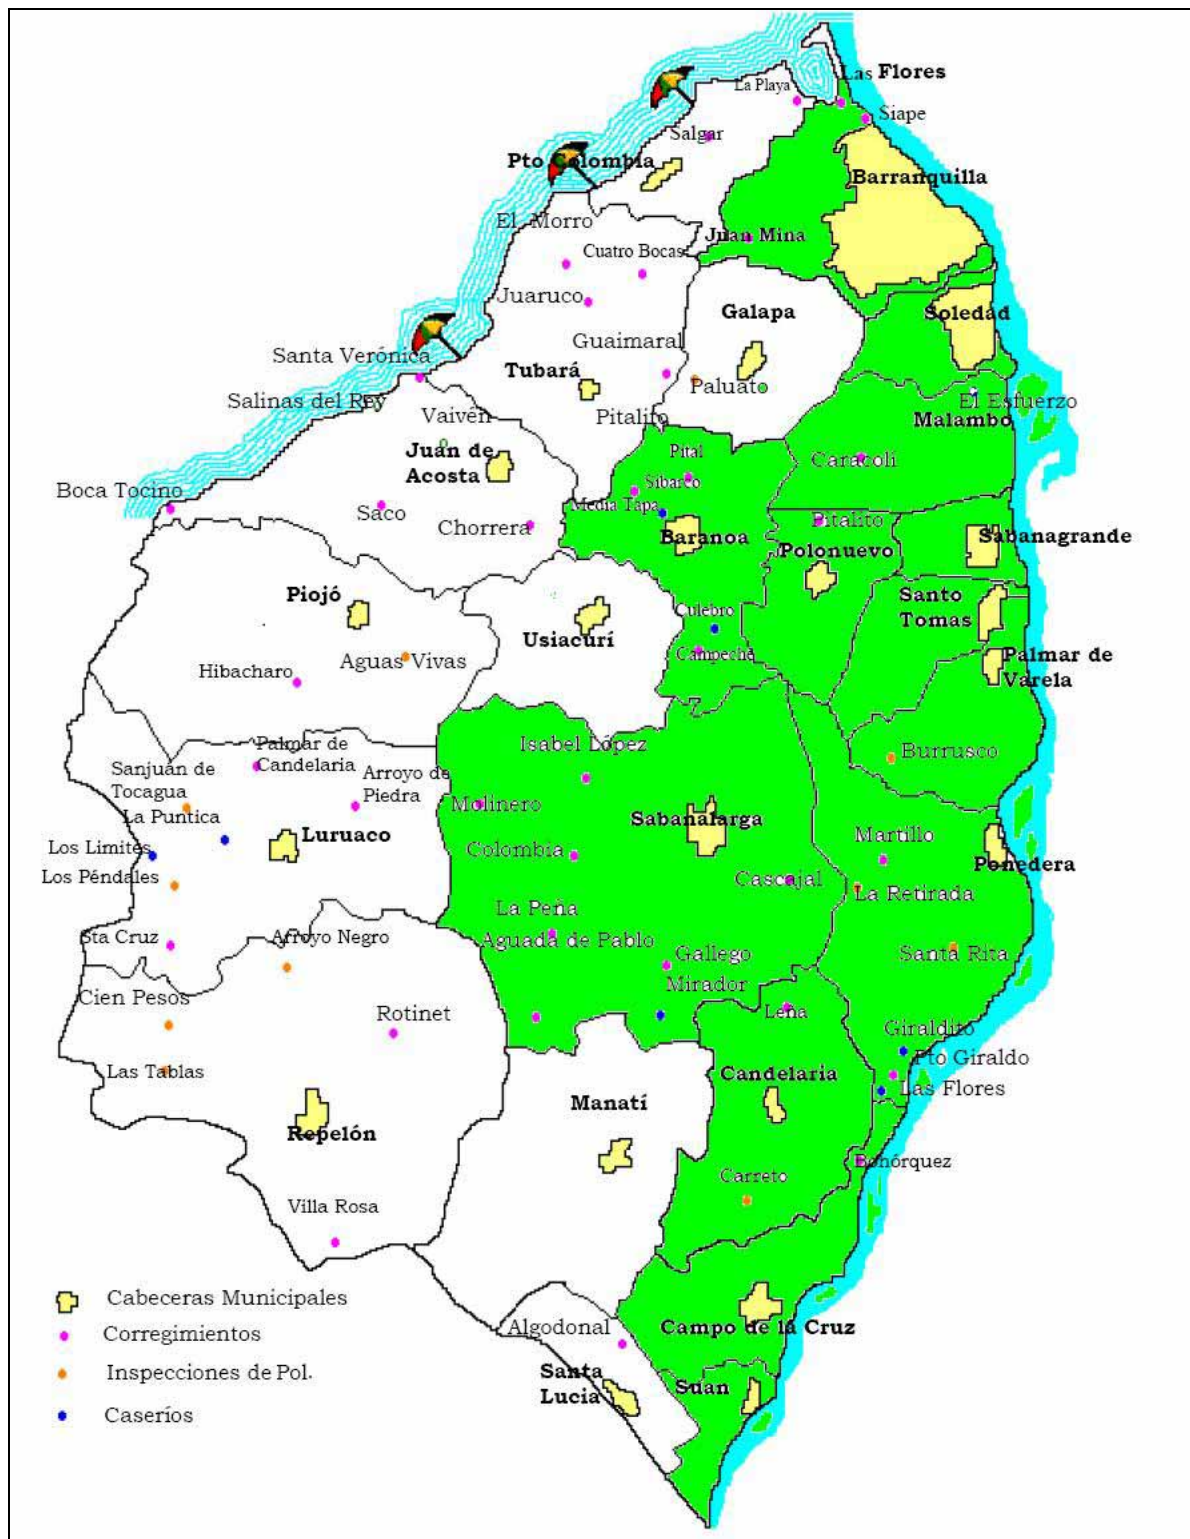 Las Flores
La Playa
Siape
Salgar
Pto Colombia
Barranquilla
El Morro
Juan Mina
Cuatro Bocas
Juaruco
Galapa
Soledad
Guaimaral
Santa Verónica
Tubará
Paluato
Salinas del Rey
El Esfuerzo
Vaivén
Pitalito
Malambo
Juan de
Acosta
Pital
Caracoli
Sibarco
Boca Tocino
Saco
Media Tapa
Chorrera
Pitalito
Baranoa
Sabanagrande
Polonuevo
Piojó
Santo
Tomas
Culebro
Usiacurí
Campeche
Palmar de
Varela
Aguas Vivas
Hibacharo
Isabel López
Burrusco
Palmar de
Candelaria
Sanjuán de
Tocagua
Arroyo de
Piedra
Molinero
La Puntica
Sabanalarga
Luruaco
Martillo
Los Limites
Colombia
Ponedera
Los Péndales
Cascajal
La Retirada
La Peña
Sta Cruz
Arroyo Negro
Aguada de Pablo
Gallego
Santa Rita
Mirador
Cien Pesos
Rotinet
Lena
Giraldito
Pto Giraldo
Las Tablas
Candelaria
Las Flores
Manatí
Repelón
Bohórquez
Carreto
Villa Rosa
Cabeceras Municipales
Algodonal
Campo de la Cruz
Corregimientos
Inspecciones de Pol.
Santa
Lucia
Suan
Caseríos